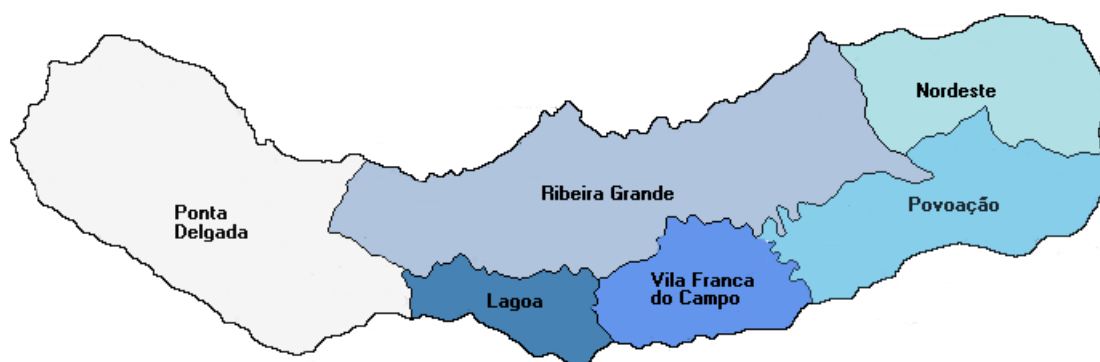 Nordeste
Ribeira Grande
Povoação
Ponta
Delgada
Vila Franca
do Campo
Lagoa